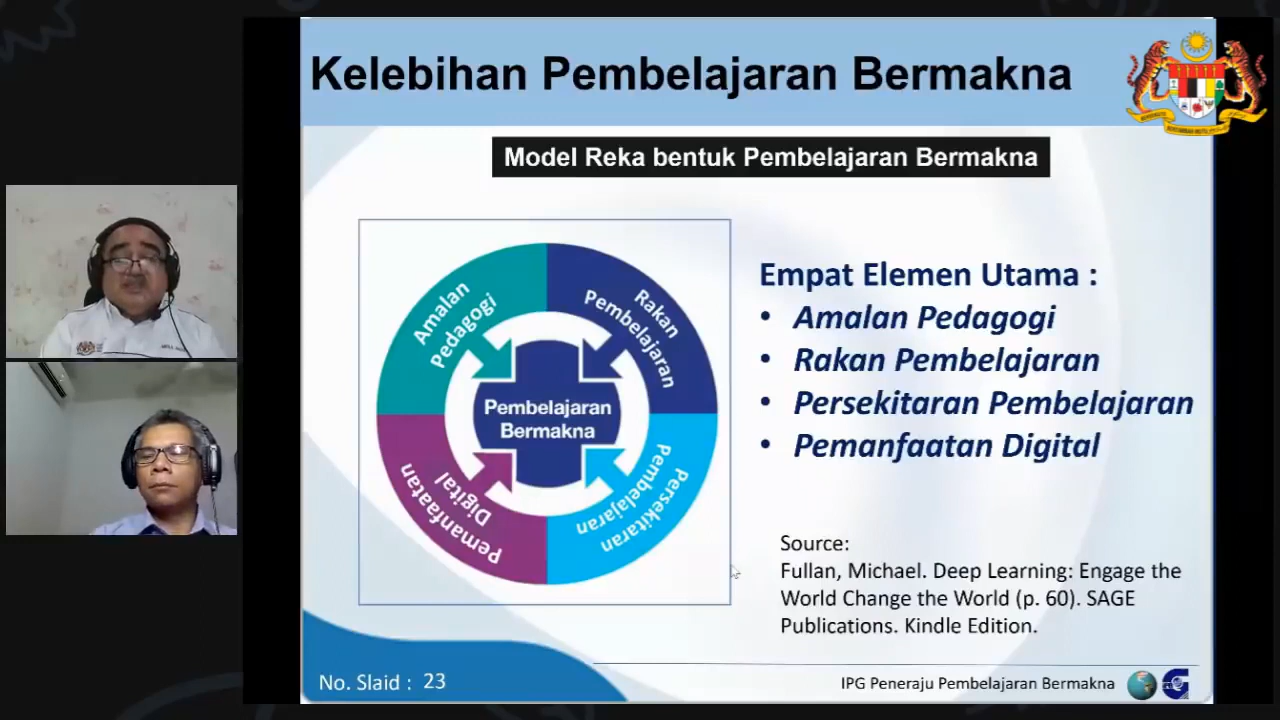 Kelebihan Pembelajaran Bermakna
Model Reka bentuk Pembelajaran Bermakna
Amalan
Pedagogi
Rakan
Pembelajaran
Pembelajaran
Bermakna
Pemanfaatan
Digital
Persekitaran
Pembelajaran
Empat Elemen Utama :
• Amalan Pedagogi
• Rakan Pembelajaran
• Persekitaran Pembelajaran
• Pemanfaatan Digital
Source:
Fullan, Michael. Deep Learning: Engage the
World Change the World (p. 60). SAGE
Publications. Kindle Edition.
No. Slaid : 23
IPG Peneraju Pembelajaran Bermakna